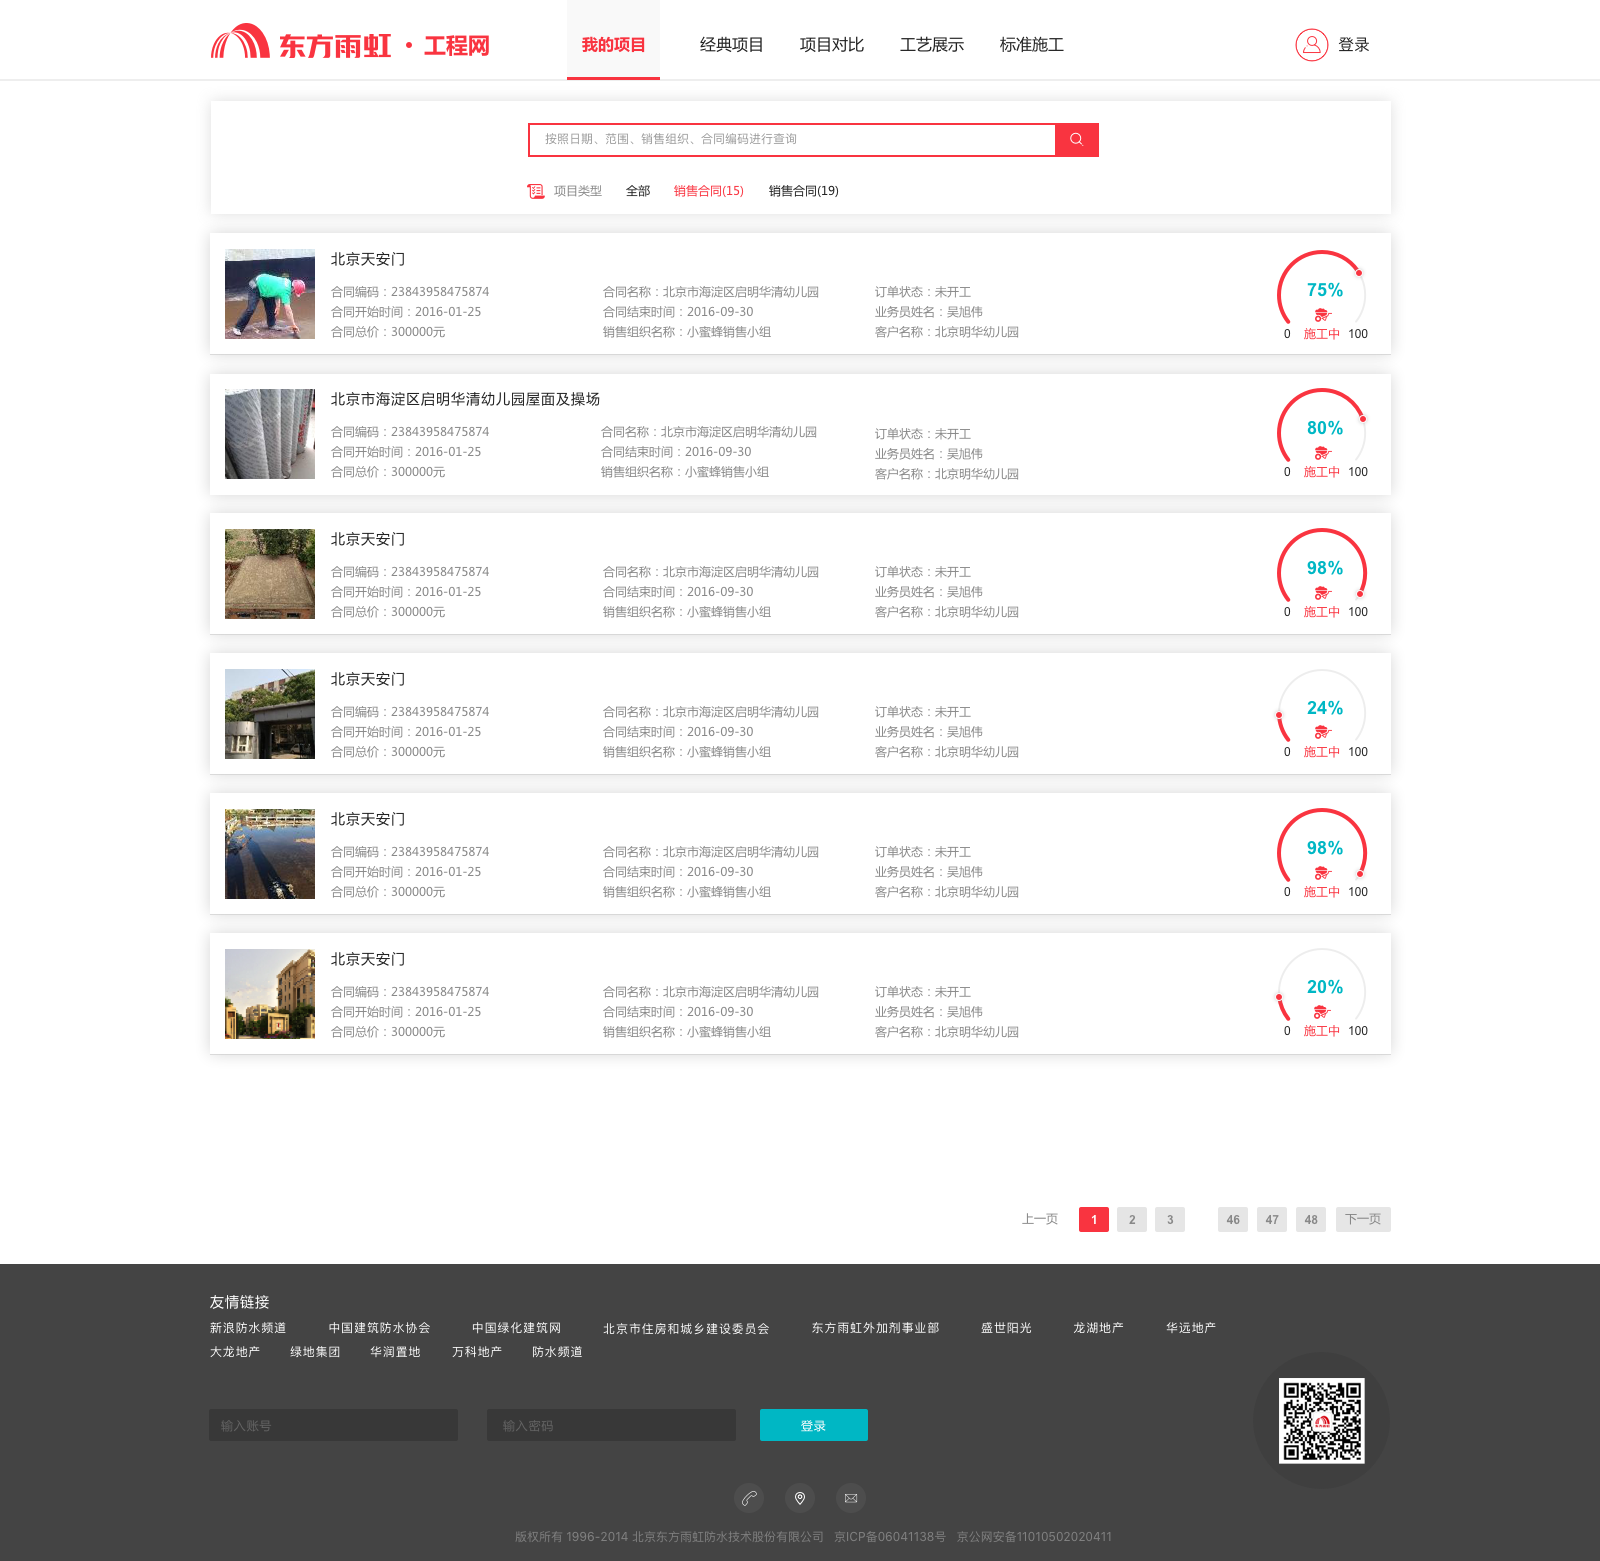 东方雨虹 · 工程网 我的项目 经典项目 项目对比 工艺展示 标准施工 登录
按照日期、范围、销售组织、合同编码进行查询
项目类型 全部 销售合同(15) 销售合同(19)
北京天安门
合同编码：23843958475874 合同名称：北京市海淀区启明华清幼儿园 订单状态：未开工
合同开始时间：2016-01-25 合同结束时间：2016-09-30 业务员姓名：吴旭伟
合同总价：300000元 销售组织名称：小蜜蜂销售小组 客户名称：北京明华幼儿园
75%
0 施工中 100
北京市海淀区启明华清幼儿园屋面及操场
合同编码：23843958475874 合同名称：北京市海淀区启明华清幼儿园 订单状态：未开工
合同开始时间：2016-01-25 合同结束时间：2016-09-30 业务员姓名：吴旭伟
合同总价：300000元 销售组织名称：小蜜蜂销售小组 客户名称：北京明华幼儿园
80%
0 施工中 100
北京天安门
合同编码：23843958475874 合同名称：北京市海淀区启明华清幼儿园 订单状态：未开工
合同开始时间：2016-01-25 合同结束时间：2016-09-30 业务员姓名：吴旭伟
合同总价：300000元 销售组织名称：小蜜蜂销售小组 客户名称：北京明华幼儿园
98%
0 施工中 100
北京天安门
合同编码：23843958475874 合同名称：北京市海淀区启明华清幼儿园 订单状态：未开工
合同开始时间：2016-01-25 合同结束时间：2016-09-30 业务员姓名：吴旭伟
合同总价：300000元 销售组织名称：小蜜蜂销售小组 客户名称：北京明华幼儿园
24%
0 施工中 100
北京天安门
合同编码：23843958475874 合同名称：北京市海淀区启明华清幼儿园 订单状态：未开工
合同开始时间：2016-01-25 合同结束时间：2016-09-30 业务员姓名：吴旭伟
合同总价：300000元 销售组织名称：小蜜蜂销售小组 客户名称：北京明华幼儿园
98%
0 施工中 100
北京天安门
合同编码：23843958475874 合同名称：北京市海淀区启明华清幼儿园 订单状态：未开工
合同开始时间：2016-01-25 合同结束时间：2016-09-30 业务员姓名：吴旭伟
合同总价：300000元 销售组织名称：小蜜蜂销售小组 客户名称：北京明华幼儿园
20%
0 施工中 100
上一页 1 2 3 46 47 48 下一页
友情链接
新浪防水频道 中国建筑防水协会 中国绿化建筑网 北京市住房和城乡建设委员会 东方雨虹外加剂事业部 盛世阳光 龙湖地产 华远地产
大龙地产 绿地集团 华润置地 万科地产 防水频道
输入账号 输入密码 登录
东方雨虹
版权所有 1996-2014 北京东方雨虹防水技术股份有限公司 京ICP备06041138号 京公网安备11010502020411